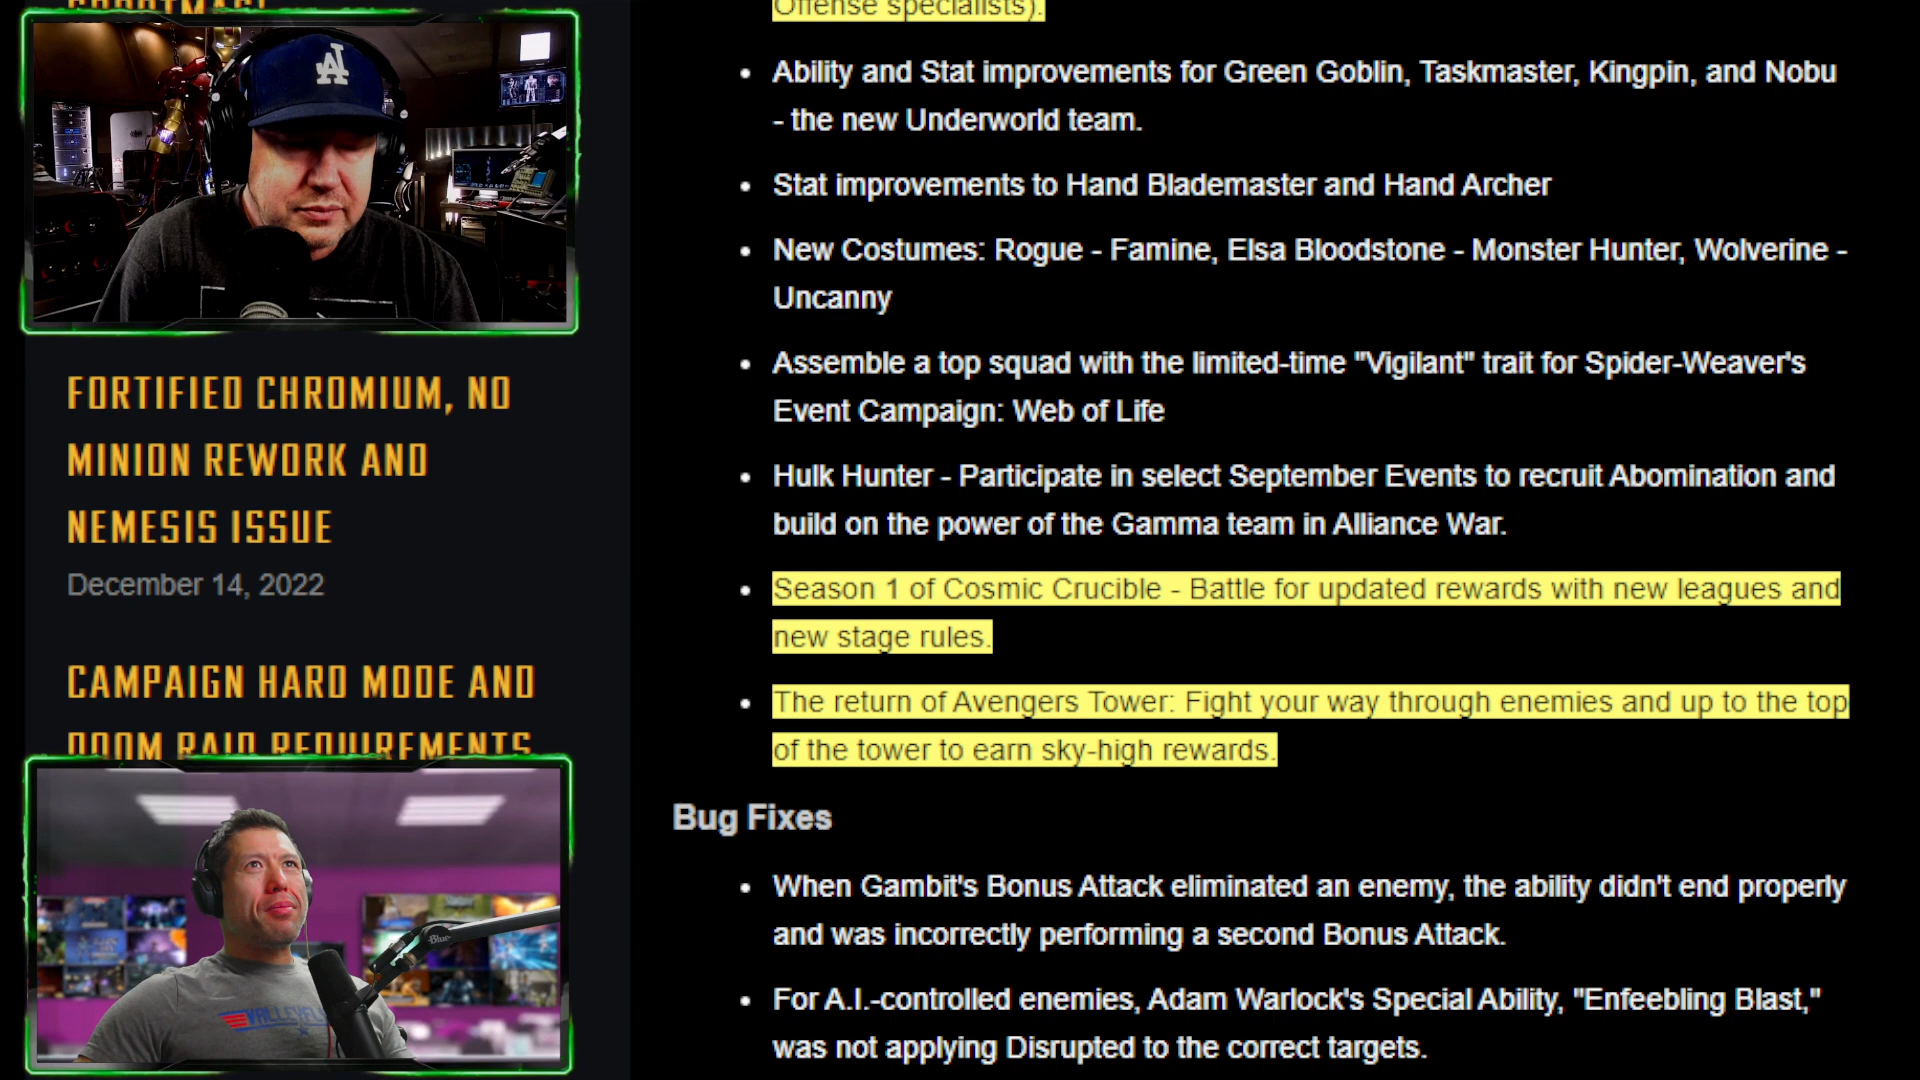 FORTIFIED CHROMIUM, NO
MINION REWORK AND
NEMESIS ISSUE
December 14, 2022
CAMPAIGN HARD MODE AND
DOOM RAID REQUIREMENTS
Offense specialists).
• Ability and Stat improvements for Green Goblin, Taskmaster, Kingpin, and Nobu
- the new Underworld team.
• Stat improvements to Hand Blademaster and Hand Archer
• New Costumes: Rogue - Famine, Elsa Bloodstone - Monster Hunter, Wolverine -
Uncanny
• Assemble a top squad with the limited-time "Vigilant" trait for Spider-Weaver's
Event Campaign: Web of Life
• Hulk Hunter - Participate in select September Events to recruit Abomination and
build on the power of the Gamma team in Alliance War.
• Season 1 of Cosmic Crucible - Battle for updated rewards with new leagues and
new stage rules.
• The return of Avengers Tower: Fight your way through enemies and up to the top
of the tower to earn sky-high rewards.
Bug Fixes
• When Gambit's Bonus Attack eliminated an enemy, the ability didn't end properly
and was incorrectly performing a second Bonus Attack.
• For A.I.-controlled enemies, Adam Warlock's Special Ability, "Enfeebling Blast,"
was not applying Disrupted to the correct targets.
Blue